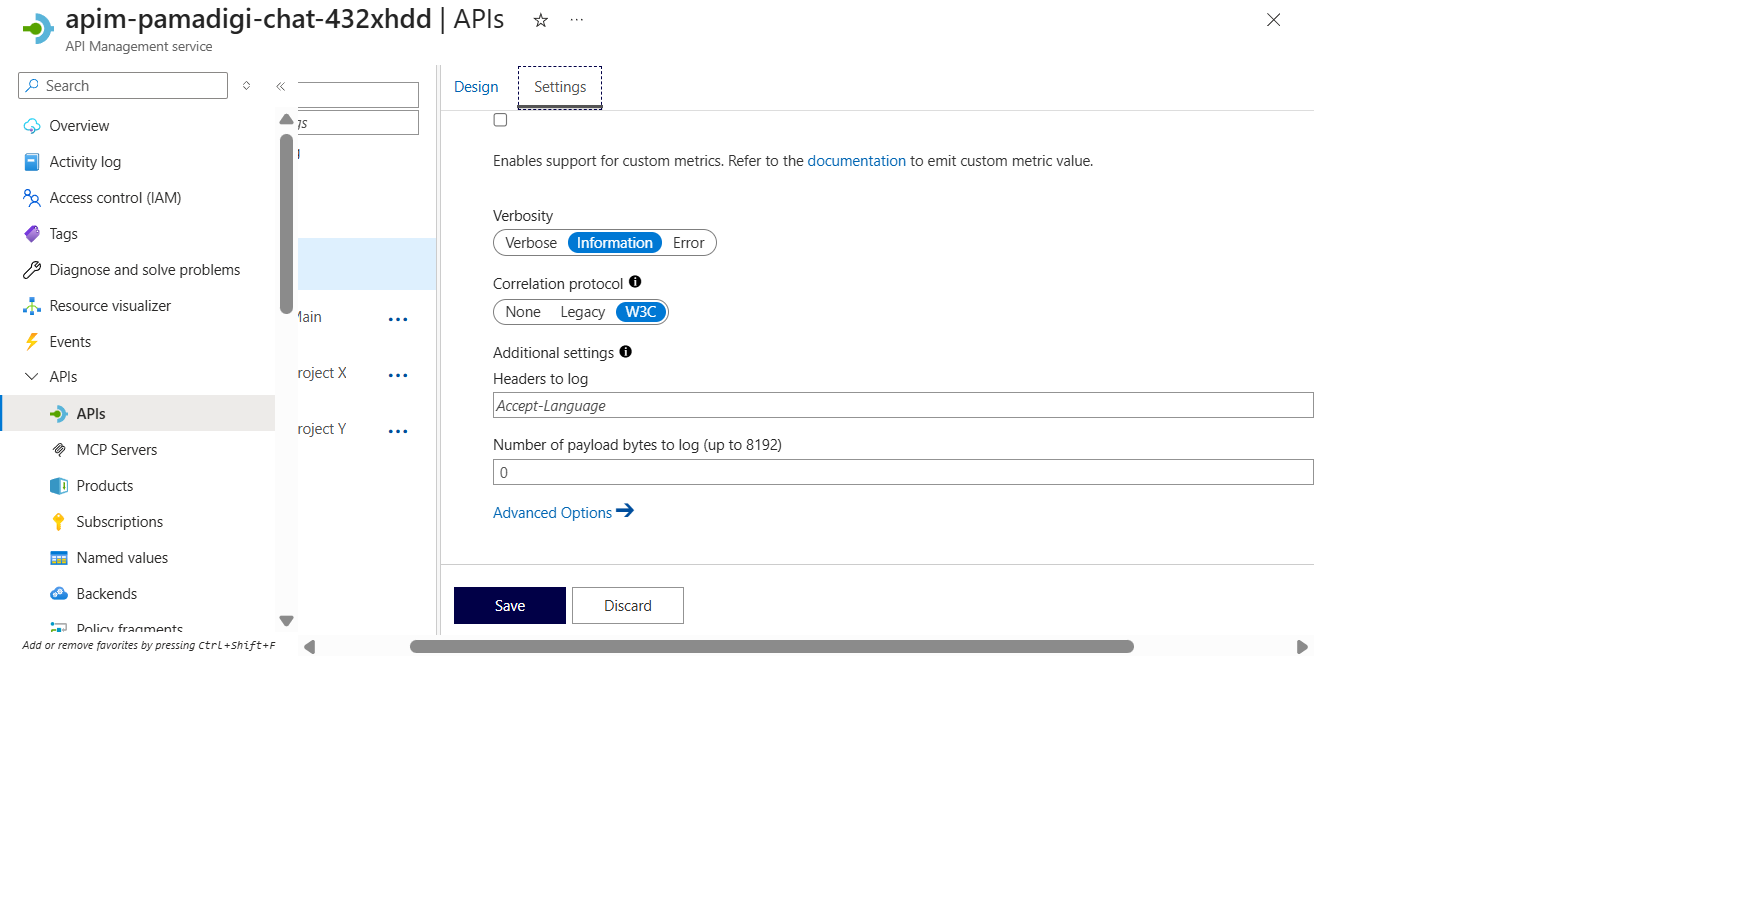 apim-pamadigi-chat-432xhdd | APIs
API Management service
Search
Overview
Activity log
Access control (IAM)
Tags
Diagnose and solve problems
Resource visualizer
Events
APIs
APIs
MCP Servers
Products
Subscriptions
Named values
Backends
Policy fragments
Add or remove favorites by pressing Ctrl+Shift+F
gs
g
Main
roject X
roject Y
Design
Settings
Enables support for custom metrics. Refer to the documentation to emit custom metric value.
Verbosity
Verbose Information Error
Correlation protocol
None Legacy W3C
Additional settings
Headers to log
Accept-Language
Number of payload bytes to log (up to 8192)
0
Advanced Options
Save
Discard